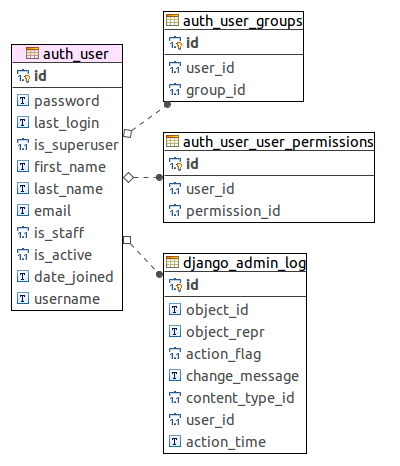 auth_user
id
password
last_login
is_superuser
first_name
last_name
email
is_staff
is_active
date_joined
username
auth_user_groups
id
user_id
group_id
auth_user_user_permissions
id
user_id
permission_id
django_admin_log
id
object_id
object_repr
action_flag
change_message
content_type_id
user_id
action_time